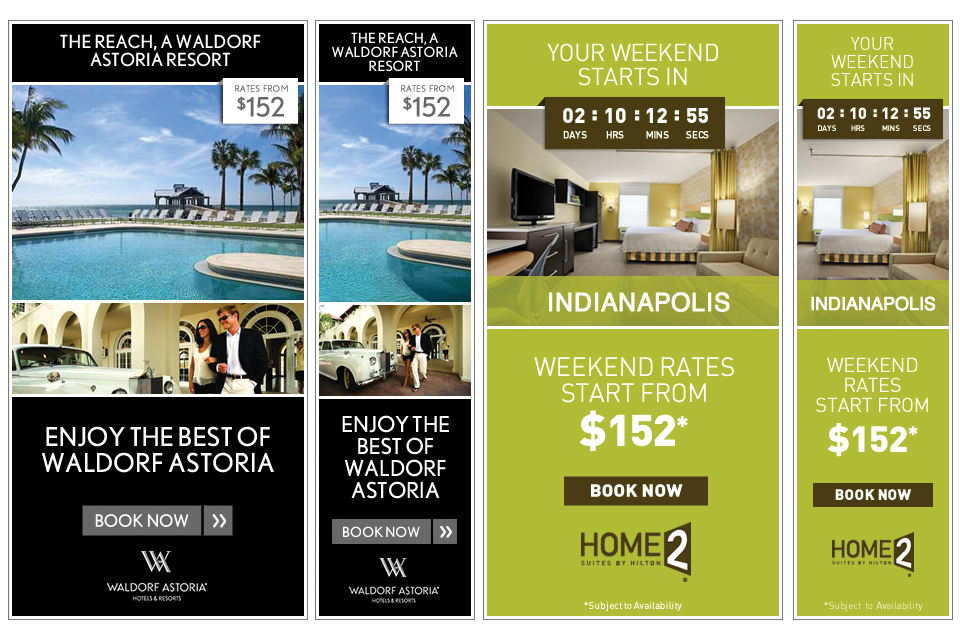 THE REACH, A WALDORF
ASTORIA RESORT
RATES FROM
$152
ENJOY THE BEST OF
WALDORF ASTORIA
BOOK NOW »
WA
WALDORF ASTORIA®
HOTELS & RESORTS
THE REACH, A
WALDORF ASTORIA
RESORT
RATES FROM
$152
ENJOY THE
BEST OF
WALDORF
ASTORIA
BOOK NOW »
WA
WALDORF ASTORIA®
HOTELS & RESORTS
YOUR WEEKEND
STARTS IN
02 : 10 : 12 : 55
DAYS HRS MINS SECS
INDIANAPOLIS
WEEKEND RATES
START FROM
$152*
BOOK NOW
HOME2
SUITES BY HILTON
®
*Subject to Availability
YOUR
WEEKEND
STARTS IN
02 : 10 : 12 : 55
DAYS HRS MINS SECS
INDIANAPOLIS
WEEKEND
RATES
START FROM
$152*
BOOK NOW
HOME2
SUITES BY HILTON
®
*Subject to Availability